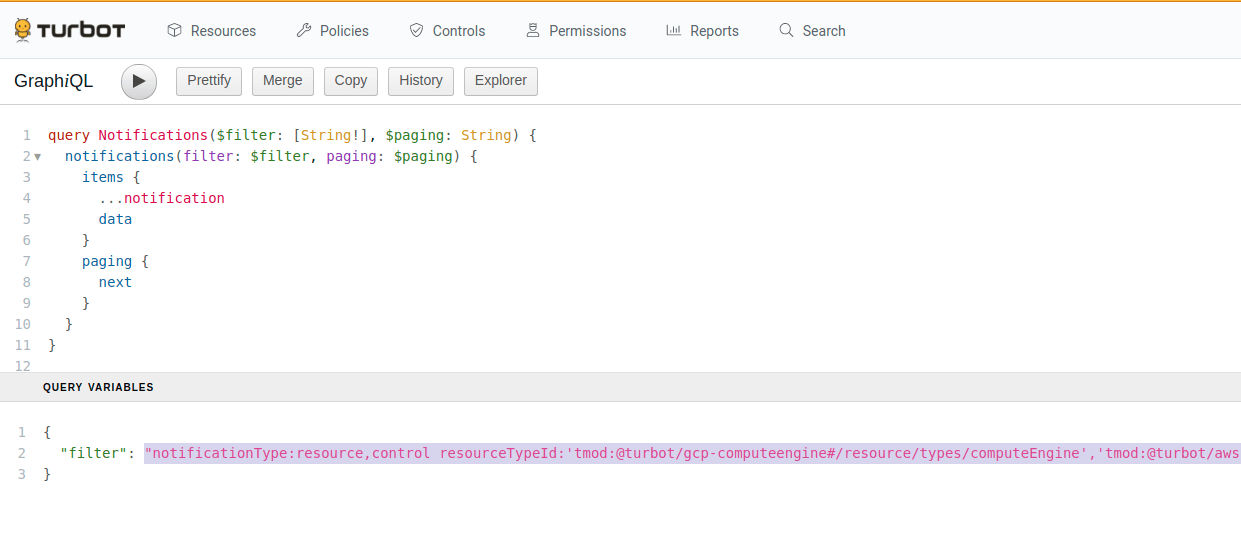 turbot Resources Policies Controls Permissions Reports Search
GraphiQL Prettify Merge Copy History Explorer
1 query Notifications($filter: [String!], $paging: String) {
2 notifications(filter: $filter, paging: $paging) {
3 items {
4 ...notification
5 data
6 }
7 paging {
8 next
9 }
10 }
11 }
12
QUERY VARIABLES
1 {
2 "filter": "notificationType:resource,control resourceTypeId:'tmod:@turbot/gcp-computeengine#/resource/types/computeEngine','tmod:@turbot/aws
3 }